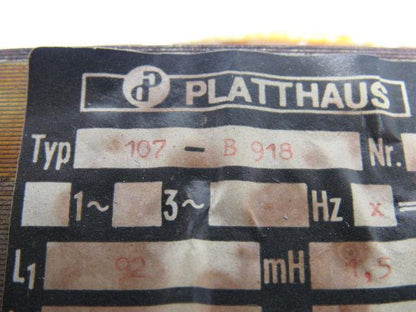 PLATTHAUS
Typ 107 - B 918 Nr.
1~ 3~ Hz x =
L1 92 mH 1,5